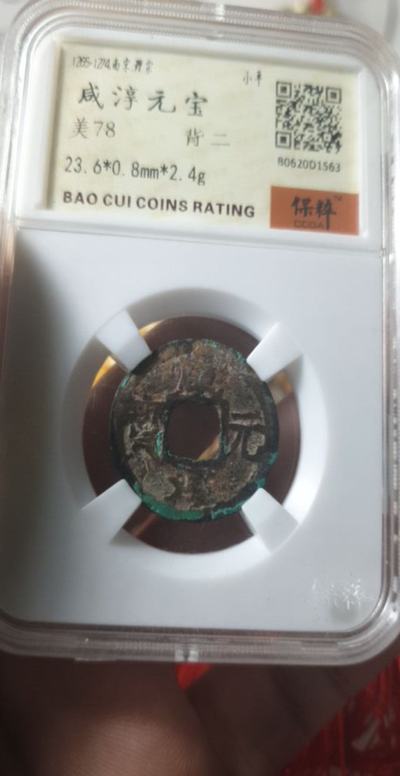 1265-1274南宋 度宗
小平
咸淳元宝
美78 背二
80620D1563
23.6*0.8mm*2.4g
BAO CUI COINS RATING
保粹
CCGA
元